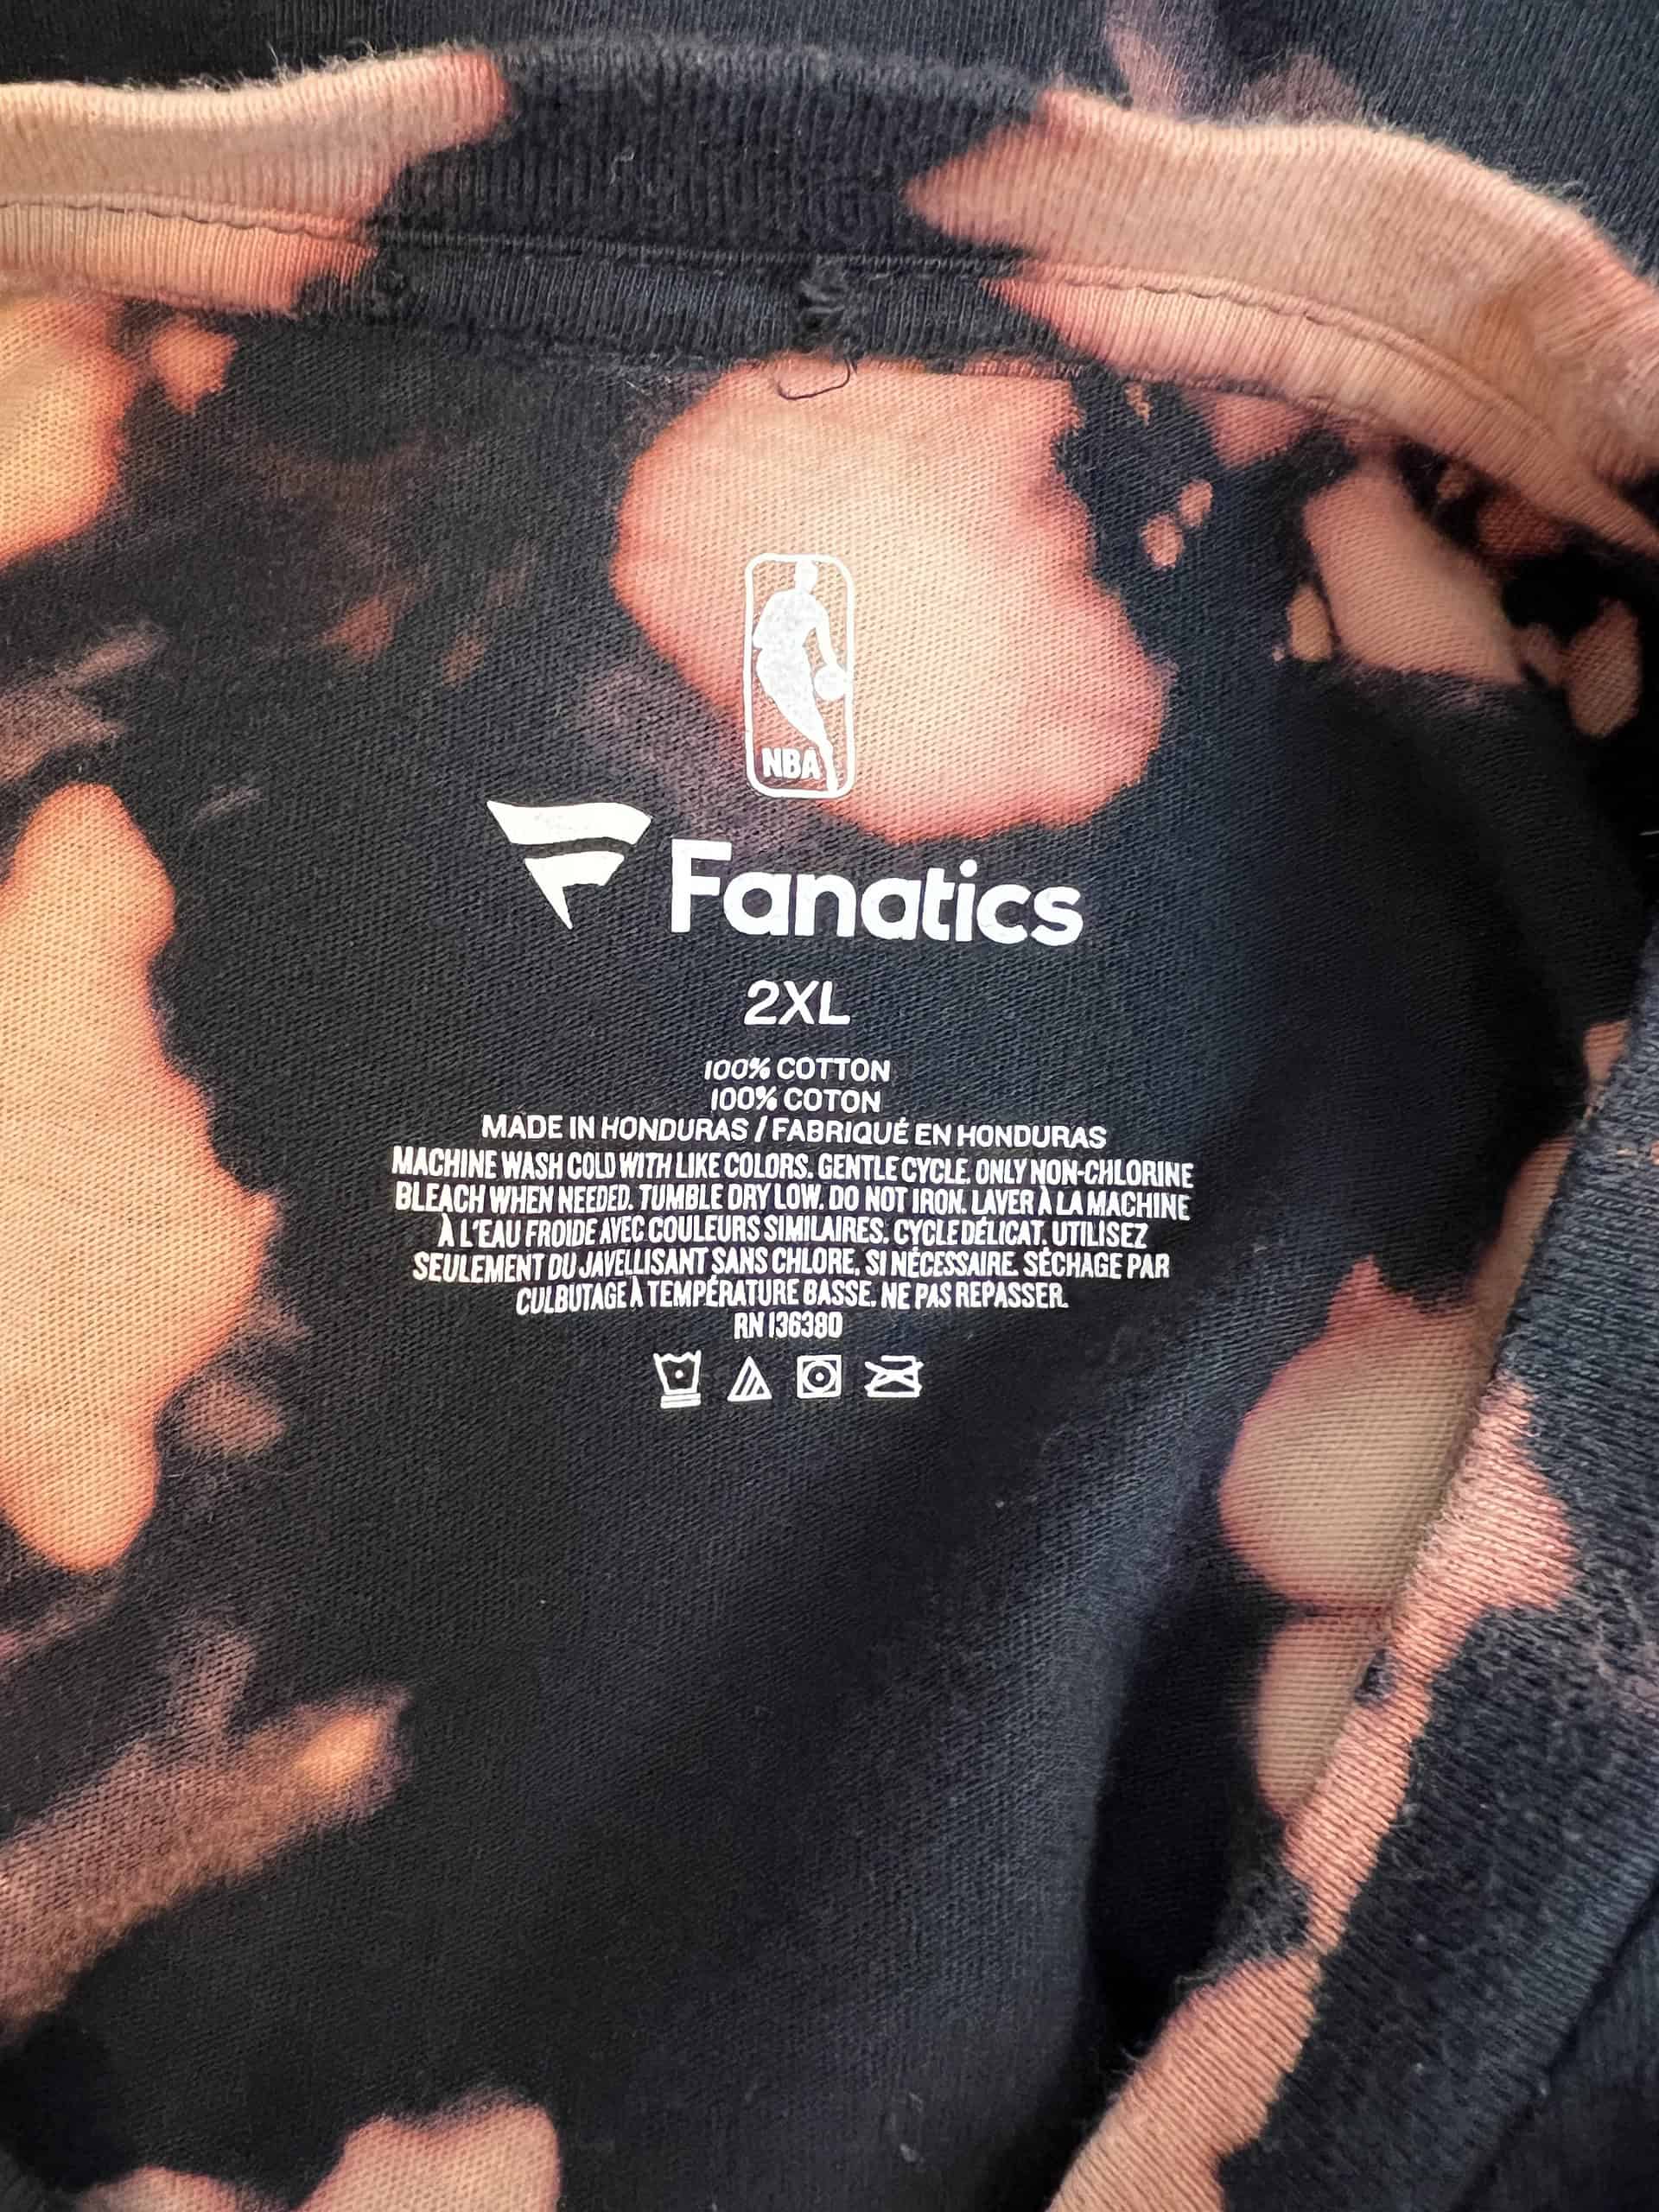 NBA
Fanatics
2XL
100% COTTON
100% COTON
MADE IN HONDURAS / FABRIQUÉ EN HONDURAS
MACHINE WASH COLD WITH LIKE COLORS. GENTLE CYCLE. ONLY NON-CHLORINE
BLEACH WHEN NEEDED. TUMBLE DRY LOW. DO NOT IRON. LAVER À LA MACHINE
À L'EAU FROIDE AVEC COULEURS SIMILAIRES. CYCLE DÉLICAT. UTILISEZ
SEULEMENT DU JAVELLISANT SANS CHLORE, SI NÉCESSAIRE. SÉCHAGE PAR
CULBUTAGE À TEMPÉRATURE BASSE. NE PAS REPASSER.
RN 136380